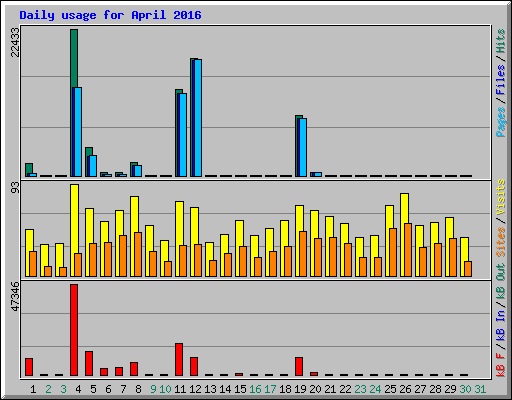 Daily usage for April 2016
22433
Pages / Files / Hits
93
Sites / Visits
47346
kB F / kB In / kB Out
1 2 3 4 5 6 7 8 9 10 11 12 13 14 15 16 17 18 19 20 21 22 23 24 25 26 27 28 29 30 31